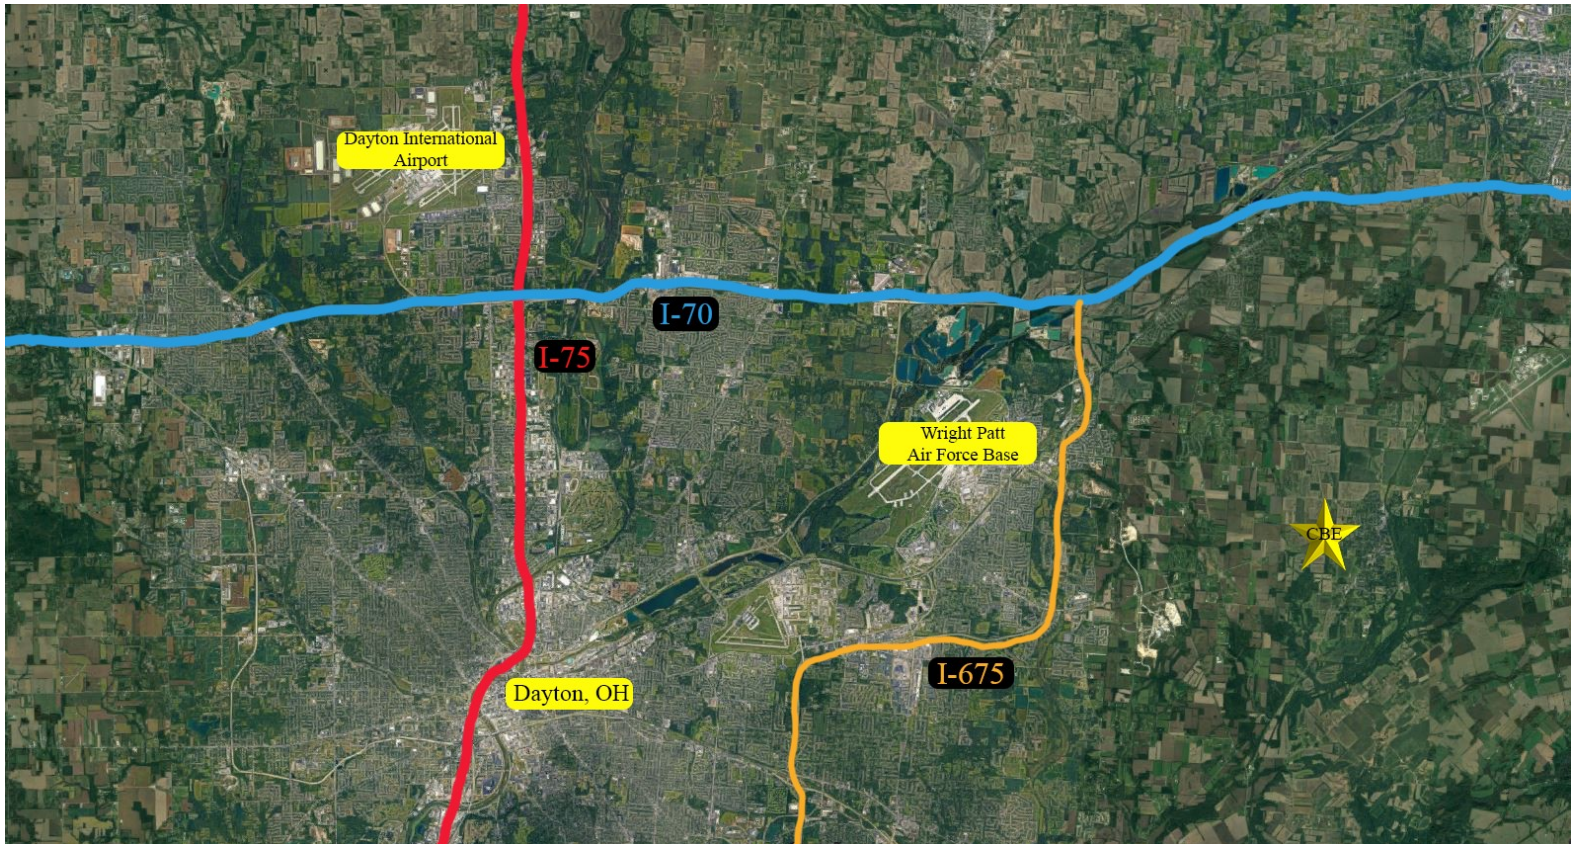 Dayton International
Airport
I-70
I-75
Wright Patt
Air Force Base
CBE
I-675
Dayton, OH